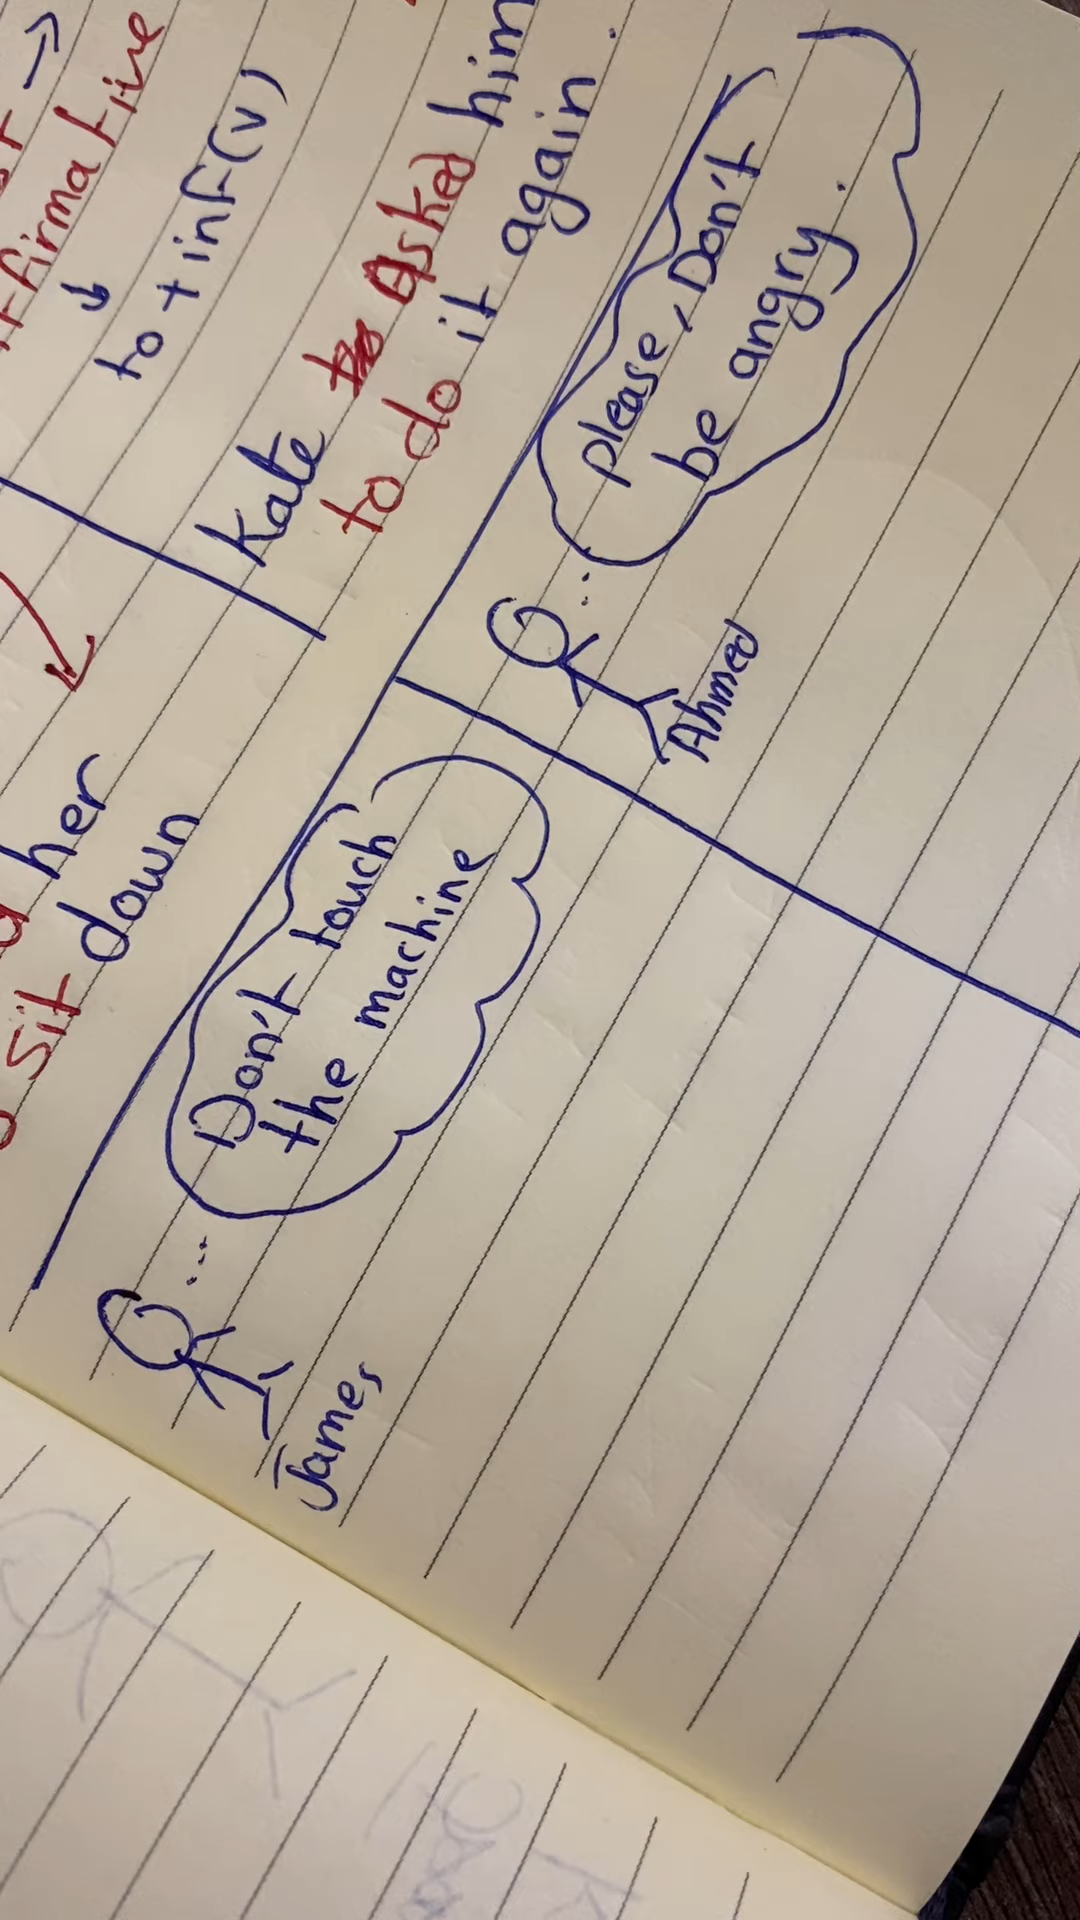 firmative
to + inf(v)
her
sit down
Kate Asked him
to do it again.
Don't touch
the machine
James
please, Don't
be angry.
Ahmed